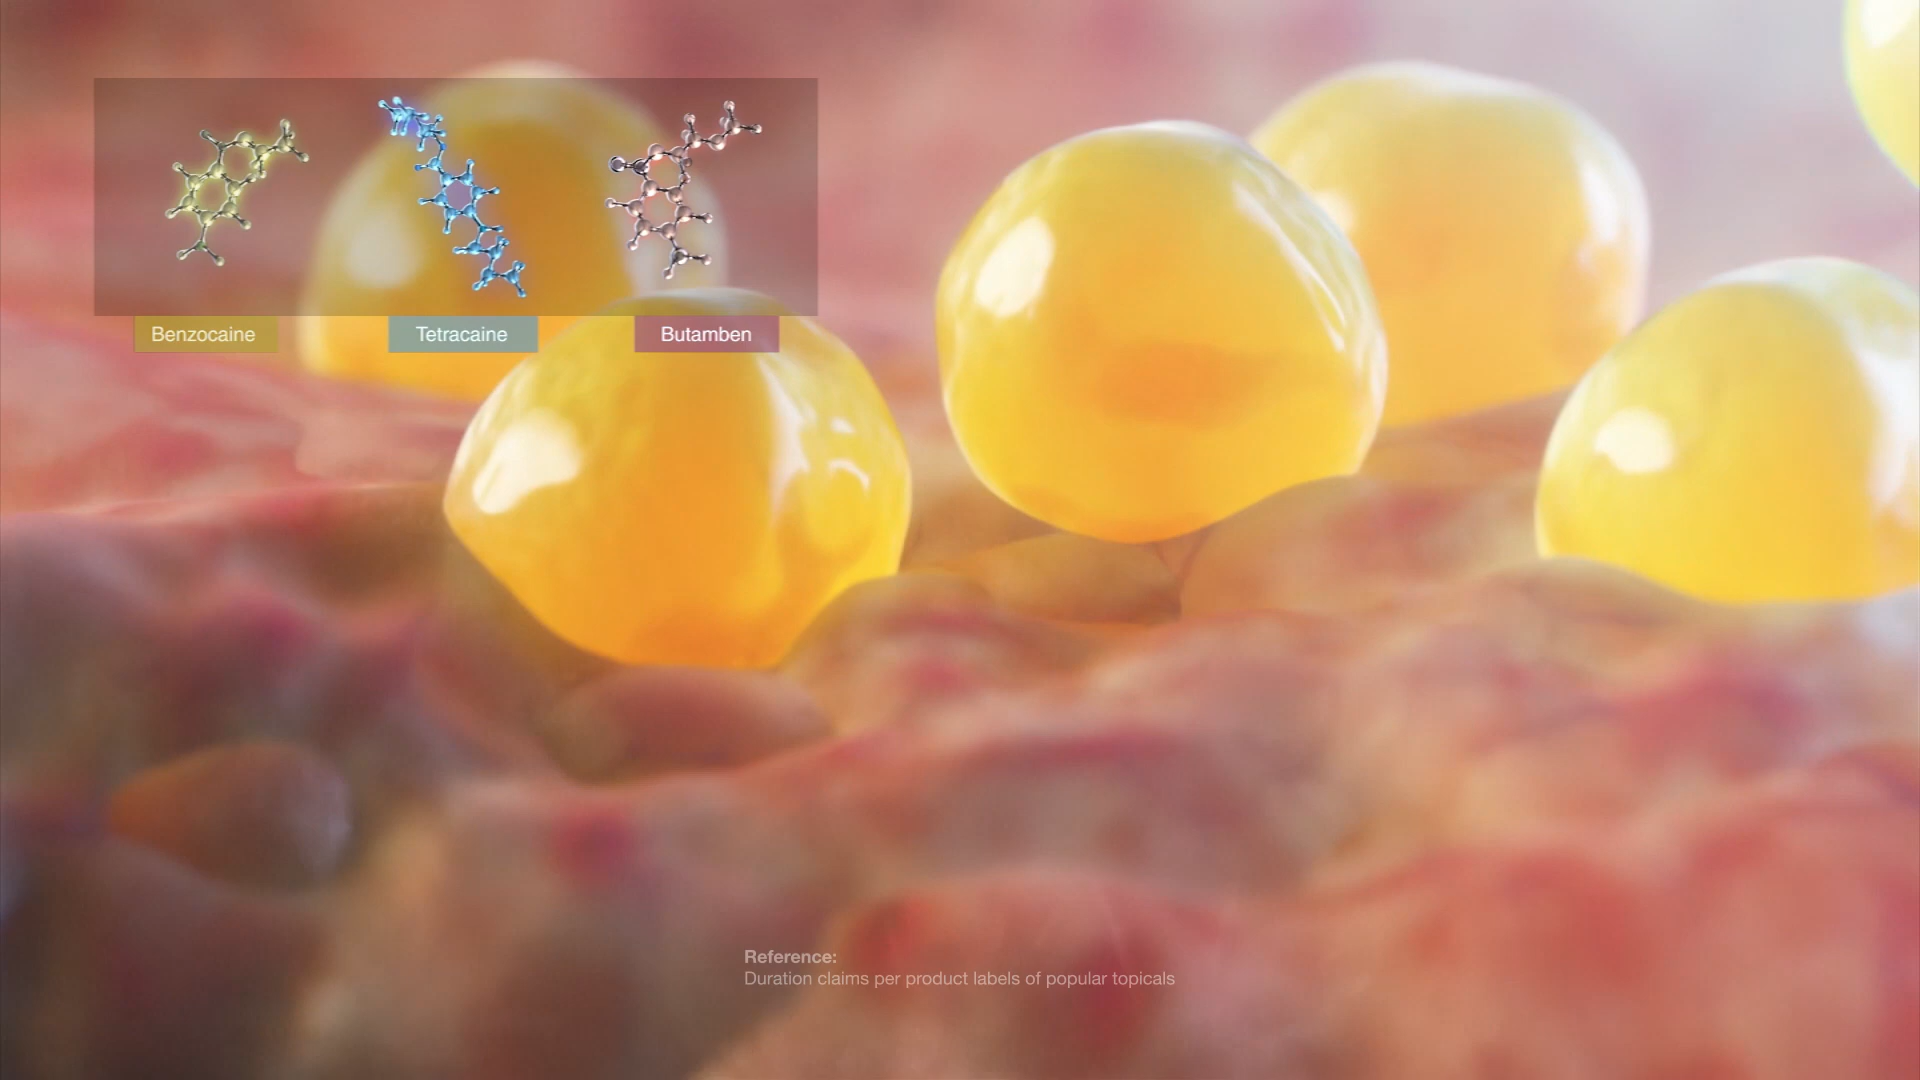 Benzocaine
Tetracaine
Butamben
Reference:
Duration claims per product labels of popular topicals